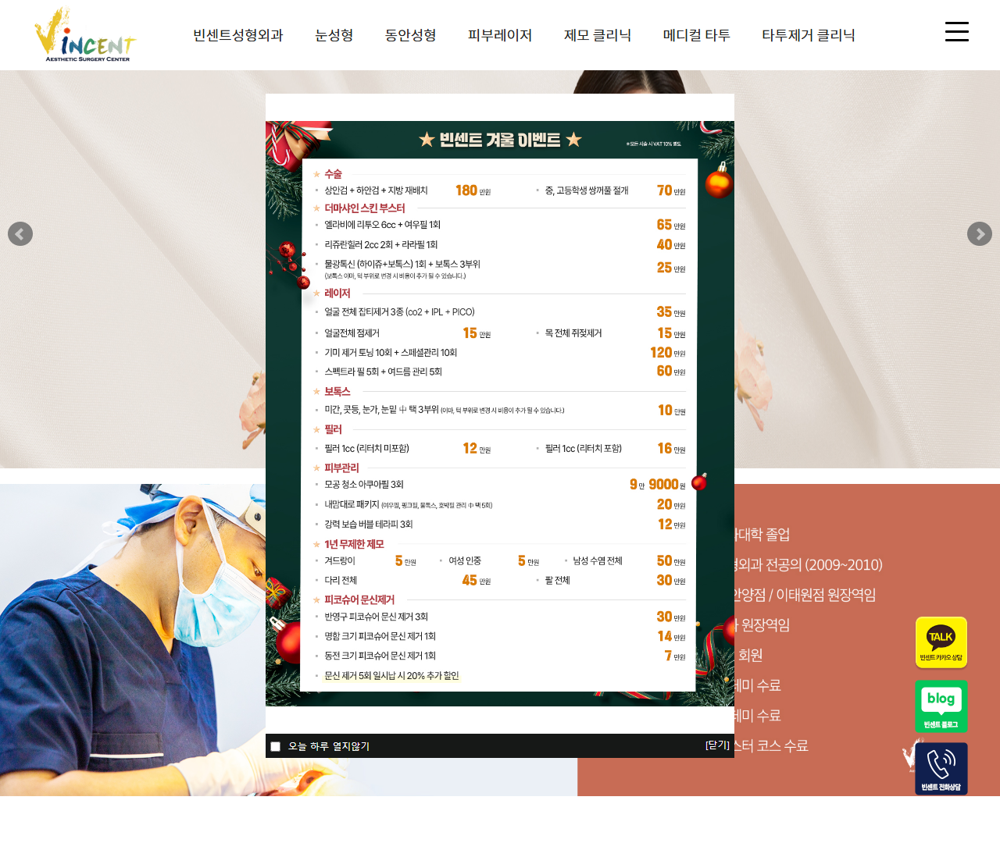 VINCENT
AESTHETIC SURGERY CENTER
빈센트성형외과 눈성형 동안성형 피부레이저 제모 클리닉 메디컬 타투 타투제거 클리닉
빈센트 겨울 이벤트
*모든 시술 시 VAT 10% 별도
수술
상안검 + 하안검 + 지방 재배치 180 만원
중, 고등학생 쌍꺼풀 절개 70 만원
더마샤인 스킨 부스터
엘라비에 리투오 6cc + 여우필 1회 65 만원
리쥬란힐러 2cc 2회 + 라라필 1회 40 만원
물광톡신 (하이쥬+보톡스) 1회 + 보톡스 3부위 25 만원
(보톡스 이마, 턱 부위로 변경 시 비용이 추가 될 수 있습니다.)
레이저
얼굴 전체 잡티제거 3종 (co2 + IPL + PICO) 35 만원
얼굴전체 점제거 15 만원
목 전체 쥐젖제거 15 만원
기미 제거 토닝 10회 + 스페셜관리 10회 120 만원
스펙트라 필 5회 + 여드름 관리 5회 60 만원
보톡스
미간, 콧등, 눈가, 눈밑 中 택 3부위 (이마, 턱 부위로 변경 시 비용이 추가 될 수 있습니다.) 10 만원
필러
필러 1cc (리터치 미포함) 12 만원
필러 1cc (리터치 포함) 16 만원
피부관리
모공 청소 아쿠아필 3회 9 만 9000 원
내맘대로 패키지 (여우필, 핑크필, 물톡스, 호박필 관리 中 택 5회) 20 만원
강력 보습 버블 테라피 3회 12 만원
1년 무제한 제모
겨드랑이 5 만원
여성 인중 5 만원
남성 수염 전체 50 만원
다리 전체 45 만원
팔 전체 30 만원
피코슈어 문신제거
반영구 피코슈어 문신 제거 3회 30 만원
명함 크기 피코슈어 문신 제거 1회 14 만원
동전 크기 피코슈어 문신 제거 1회 7 만원
문신 제거 5회 일시납 시 20% 추가 할인
오늘 하루 열지않기 [닫기]
과대학 졸업
형외과 전공의 (2009~2010)
안양점 / 이태원점 원장역임
원장역임
회원
데미 수료
데미 수료
스터 코스 수료
TALK
빈센트 카카오 상담
blog
빈센트 블로그
빈센트 전화상담